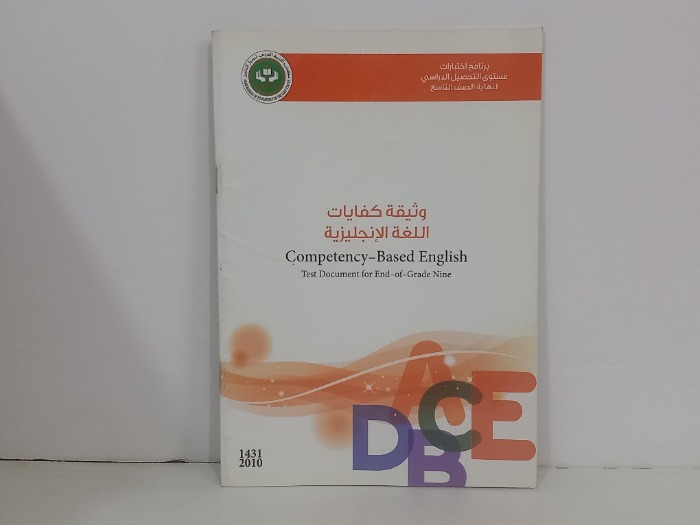 برنامج اختبارات
مستوى التحصيل الدراسي
لنهاية الصف التاسع
وثيقة كفايات
اللغة الإنجليزية
Competency-Based English
Test Document for End-of-Grade Nine
A
C
E
D
B
1431
2010